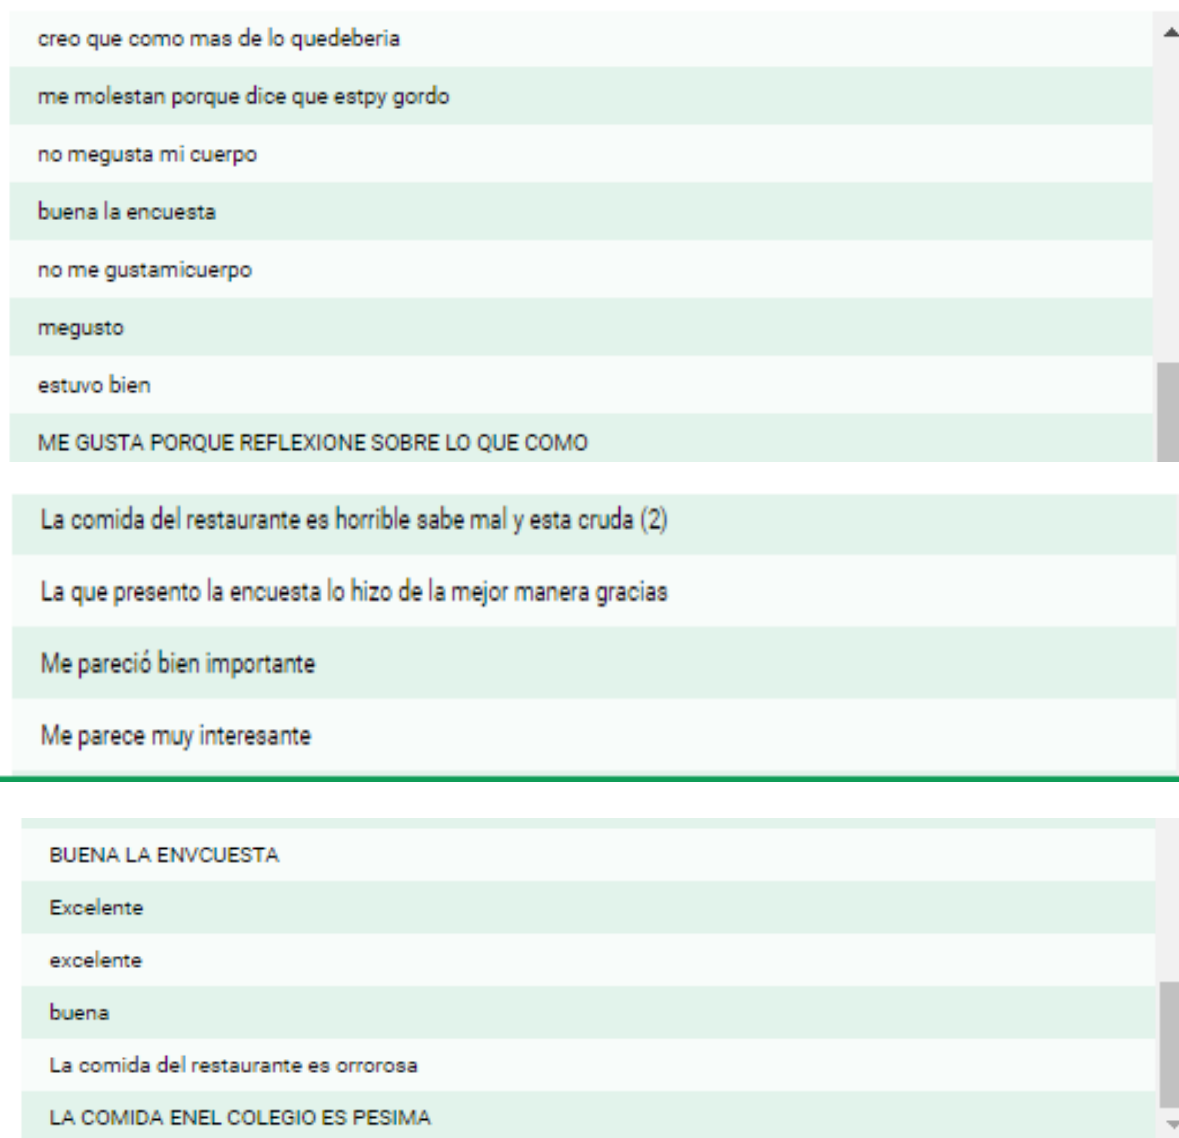 creo que como mas de lo quedeberia
me molestan porque dice que estpy gordo
no megusta mi cuerpo
buena la encuesta
no me gustamicuerpo
megusto
estuvo bien
ME GUSTA PORQUE REFLEXIONE SOBRE LO QUE COMO
La comida del restaurante es horrible sabe mal y esta cruda (2)
La que presento la encuesta lo hizo de la mejor manera gracias
Me pareció bien importante
Me parece muy interesante
BUENA LA ENVCUESTA
Excelente
excelente
buena
La comida del restaurante es orrorosa
LA COMIDA ENEL COLEGIO ES PESIMA